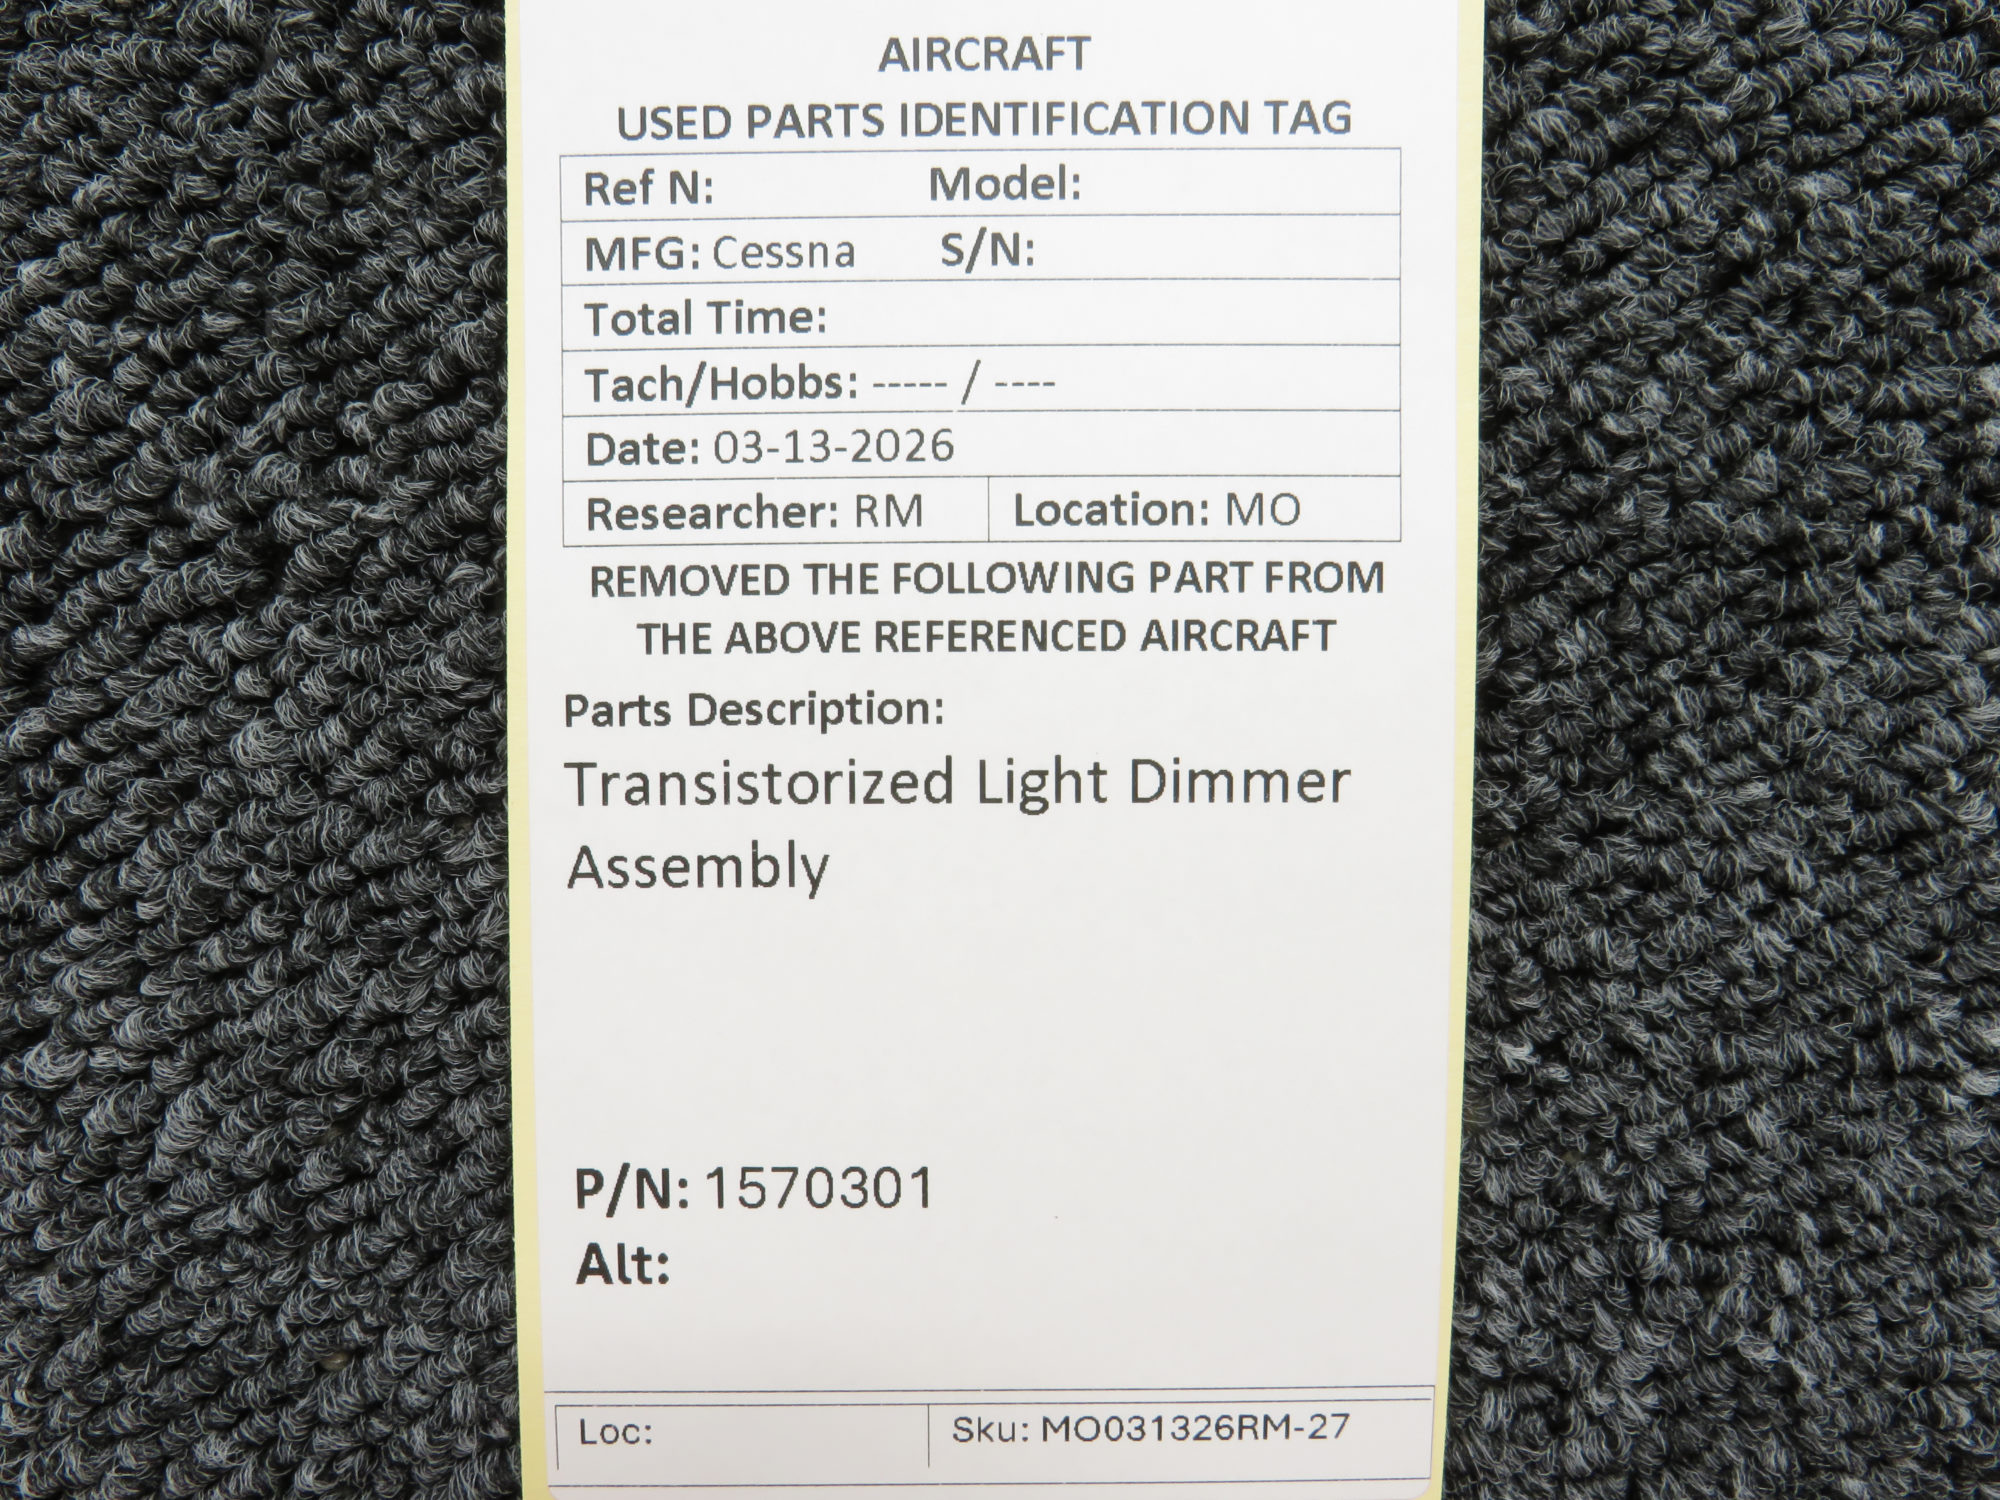 AIRCRAFT
USED PARTS IDENTIFICATION TAG
Ref N: Model:
MFG: Cessna S/N:
Total Time:
Tach/Hobbs: ----- / ----
Date: 03-13-2026
Researcher: RM Location: MO
REMOVED THE FOLLOWING PART FROM
THE ABOVE REFERENCED AIRCRAFT
Parts Description:
Transistorized Light Dimmer
Assembly
P/N: 1570301
Alt:
Loc: Sku: MO031326RM-27